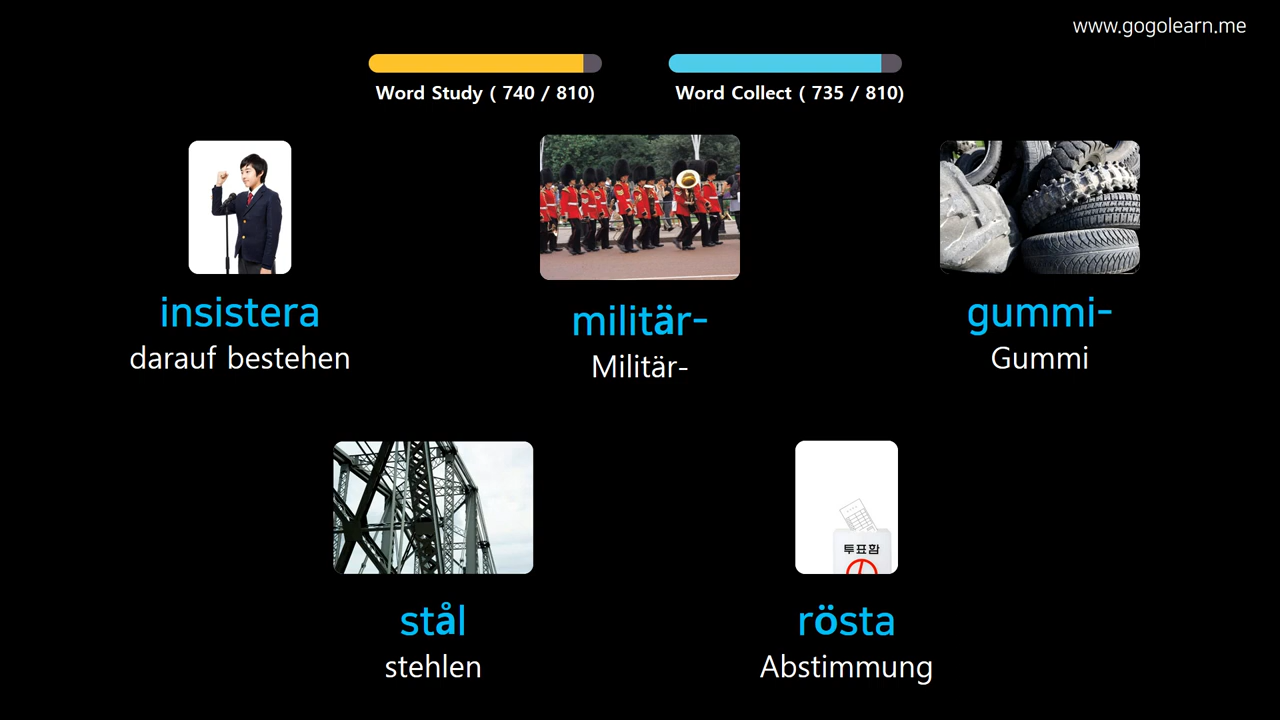 www.gogolearn.me
Word Study ( 740 / 810)
Word Collect ( 735 / 810)
insistera
darauf bestehen
militär-
Militär-
gummi-
Gummi
투표함
stål
stehlen
rösta
Abstimmung